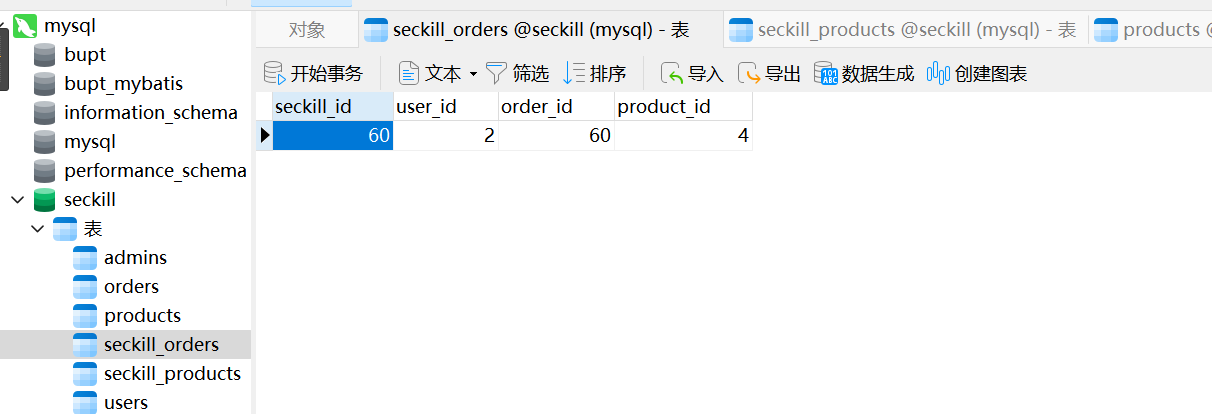 mysql
bupt
bupt_mybatis
information_schema
mysql
performance_schema
seckill
表
admins
orders
products
seckill_orders
seckill_products
users
对象
seckill_orders @seckill (mysql) - 表
seckill_products @seckill (mysql) - 表
products @
开始事务
文本
筛选
排序
导入
导出
数据生成
创建图表
seckill_id user_id order_id product_id
60 2 60 4